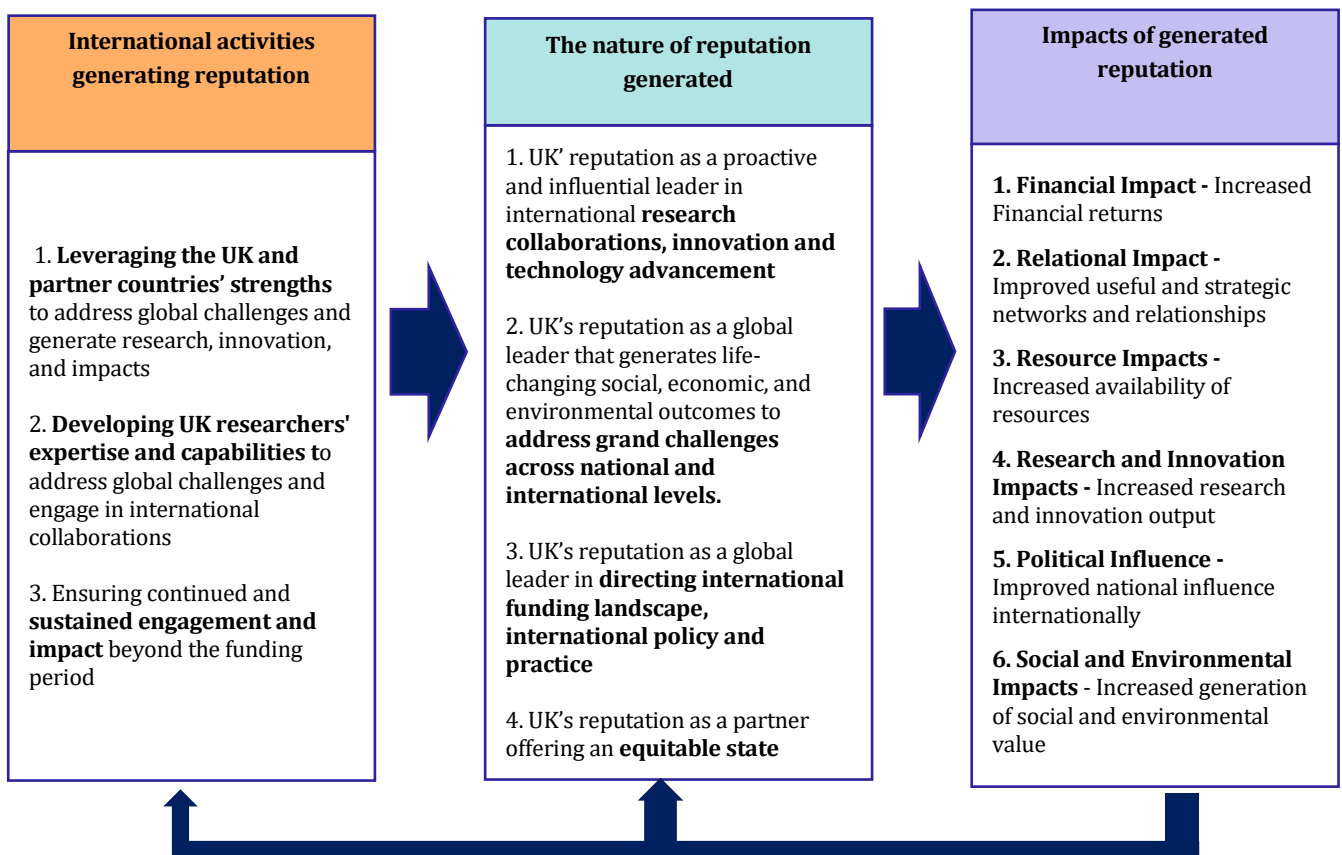 International activities
generating reputation
1. Leveraging the UK and
partner countries’ strengths
to address global challenges and
generate research, innovation,
and impacts
2. Developing UK researchers'
expertise and capabilities to
address global challenges and
engage in international
collaborations
3. Ensuring continued and
sustained engagement and
impact beyond the funding
period
The nature of reputation
generated
1. UK’ reputation as a proactive
and influential leader in
international research
collaborations, innovation and
technology advancement
2. UK’s reputation as a global
leader that generates life-
changing social, economic, and
environmental outcomes to
address grand challenges
across national and
international levels.
3. UK’s reputation as a global
leader in directing international
funding landscape,
international policy and
practice
4. UK’s reputation as a partner
offering an equitable state
Impacts of generated
reputation
1. Financial Impact - Increased
Financial returns
2. Relational Impact -
Improved useful and strategic
networks and relationships
3. Resource Impacts -
Increased availability of
resources
4. Research and Innovation
Impacts - Increased research
and innovation output
5. Political Influence -
Improved national influence
internationally
6. Social and Environmental
Impacts - Increased generation
of social and environmental
value